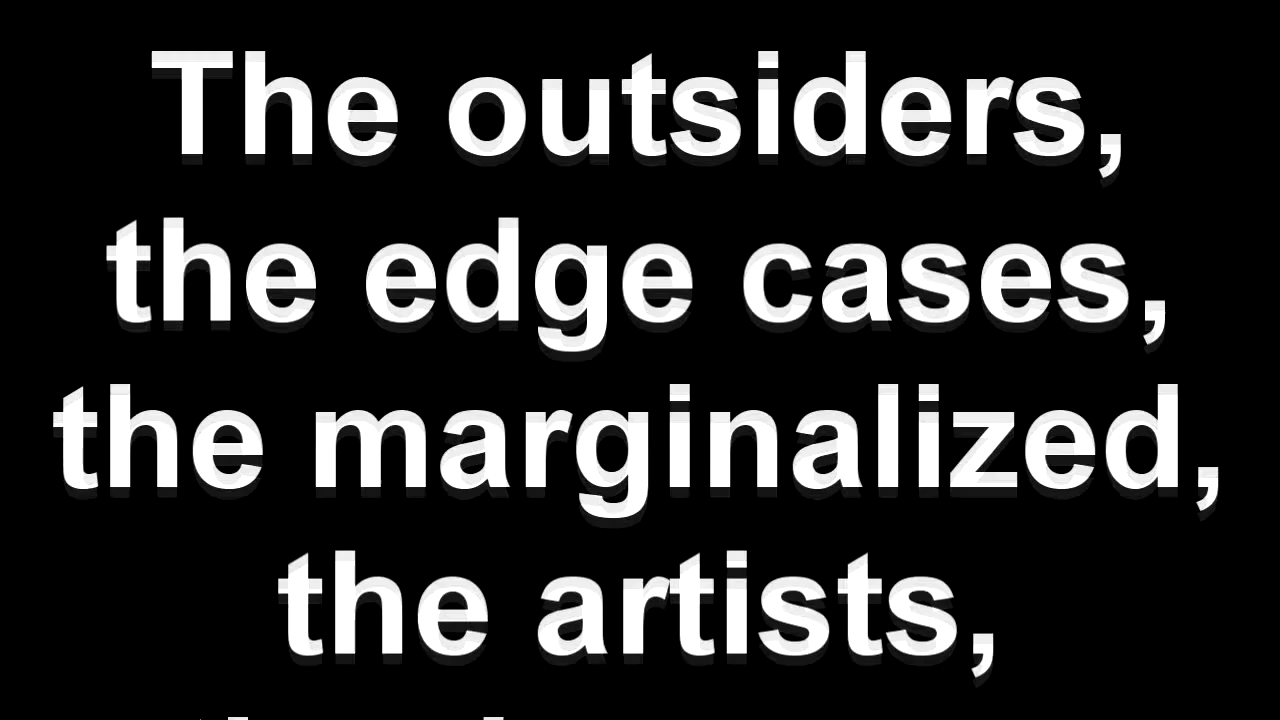 The outsiders,
the edge cases,
the marginalized,
the artists,